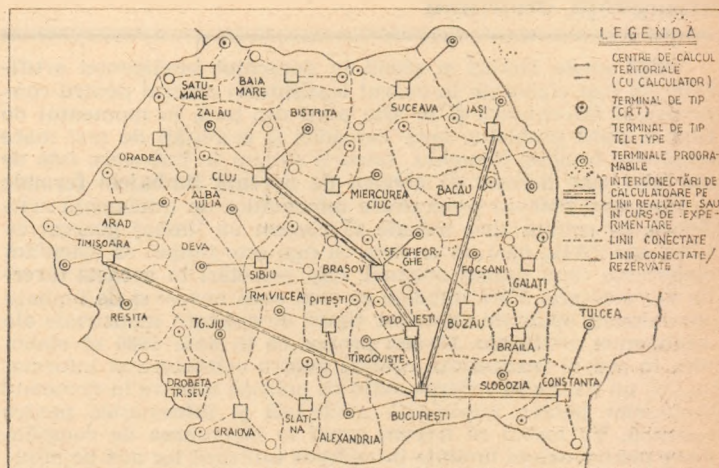 LEGENDĂ
CENTRE DE CALCUL
TERITORIALE
(CU CALCULATOR)
TERMINAL DE TIP
(CRT)
TERMINAL DE TIP
TELETYPE
TERMINALE PROGRA-
MABILE
INTERCONECTĂRI DE
CALCULATOARE PE
LINII REALIZATE SAU
IN CURS DE EXPE-
RIMENTARE
LINII CONECTATE
LINII CONECTATE/
REZERVATE
SATU-
MARE
BAIA
MARE
SUCEAVA
IAȘI
ZALĂU
BISTRIȚA
ORADEA
CLUJ
ALBA
IULIA
MIERCUREA
CIUC
BACĂU
ARAD
TIMIȘOARA
DEVA
SIBIU
BRAȘOV
SF. GHEOR-
GHE
FOCȘANI
GALAȚI
REȘIȚA
TG. JIU
RM. VÎLCEA
PITEȘTI
PLOIEȘTI
BUZĂU
BRAILA
TULCEA
TÎRGOVIȘTE
DROBETA
TR. SEV.
SLOBOZIA
CONSTANȚA
CRAIOVA
SLATI-
NA
ALEXANDRIA
BUCUREȘTI